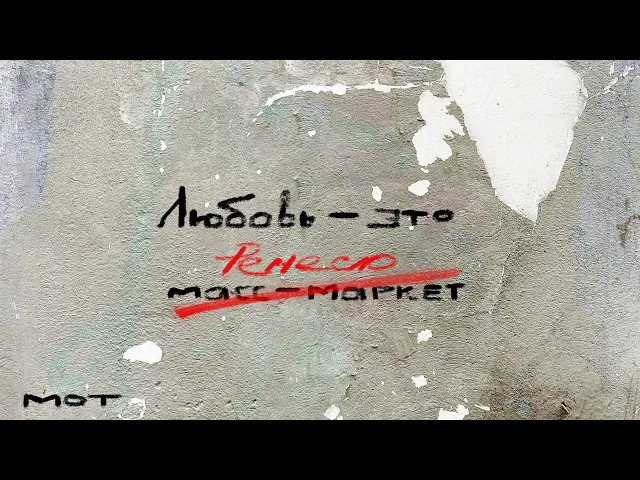 Любовь – это
Ремесло
масс-маркет
мот